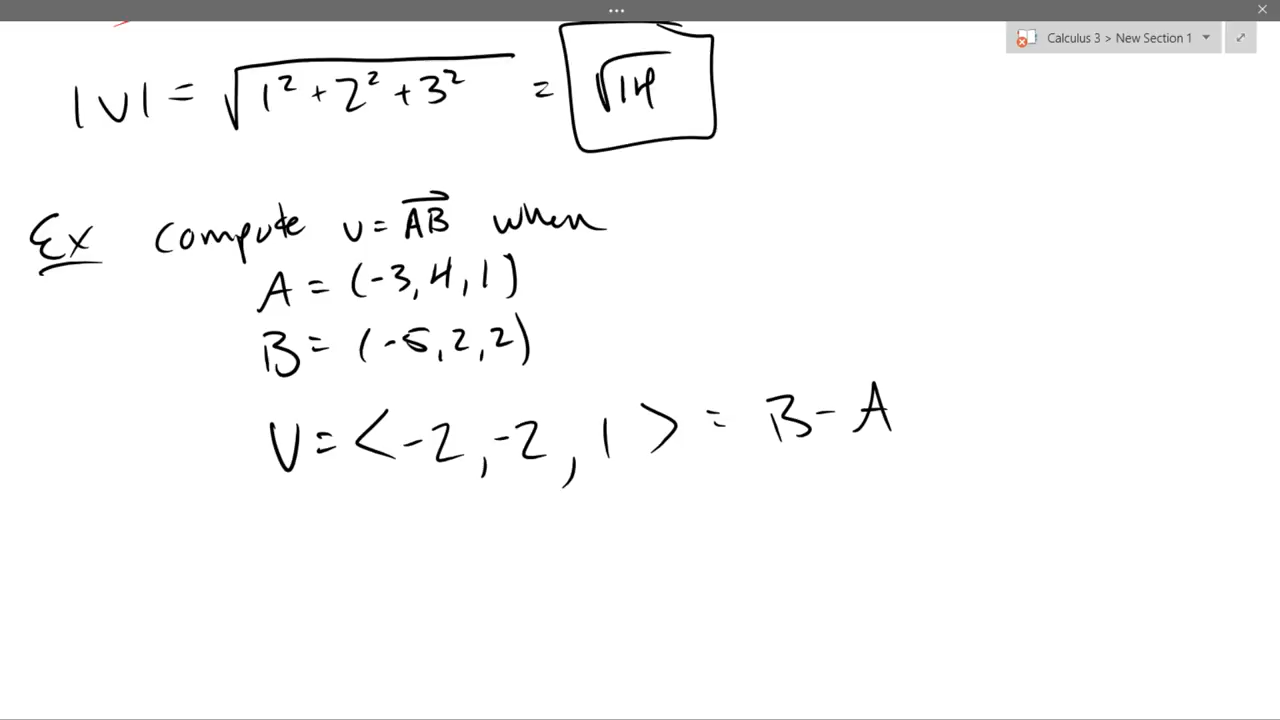 Calculus 3 > New Section 1
|v| = √(1² + 2² + 3²) = √14
Ex compute v = \overrightarrow{AB} when
A = (-3, 4, 1)
B = (-5, 2, 2)
V = < -2, -2, 1 > = B - A